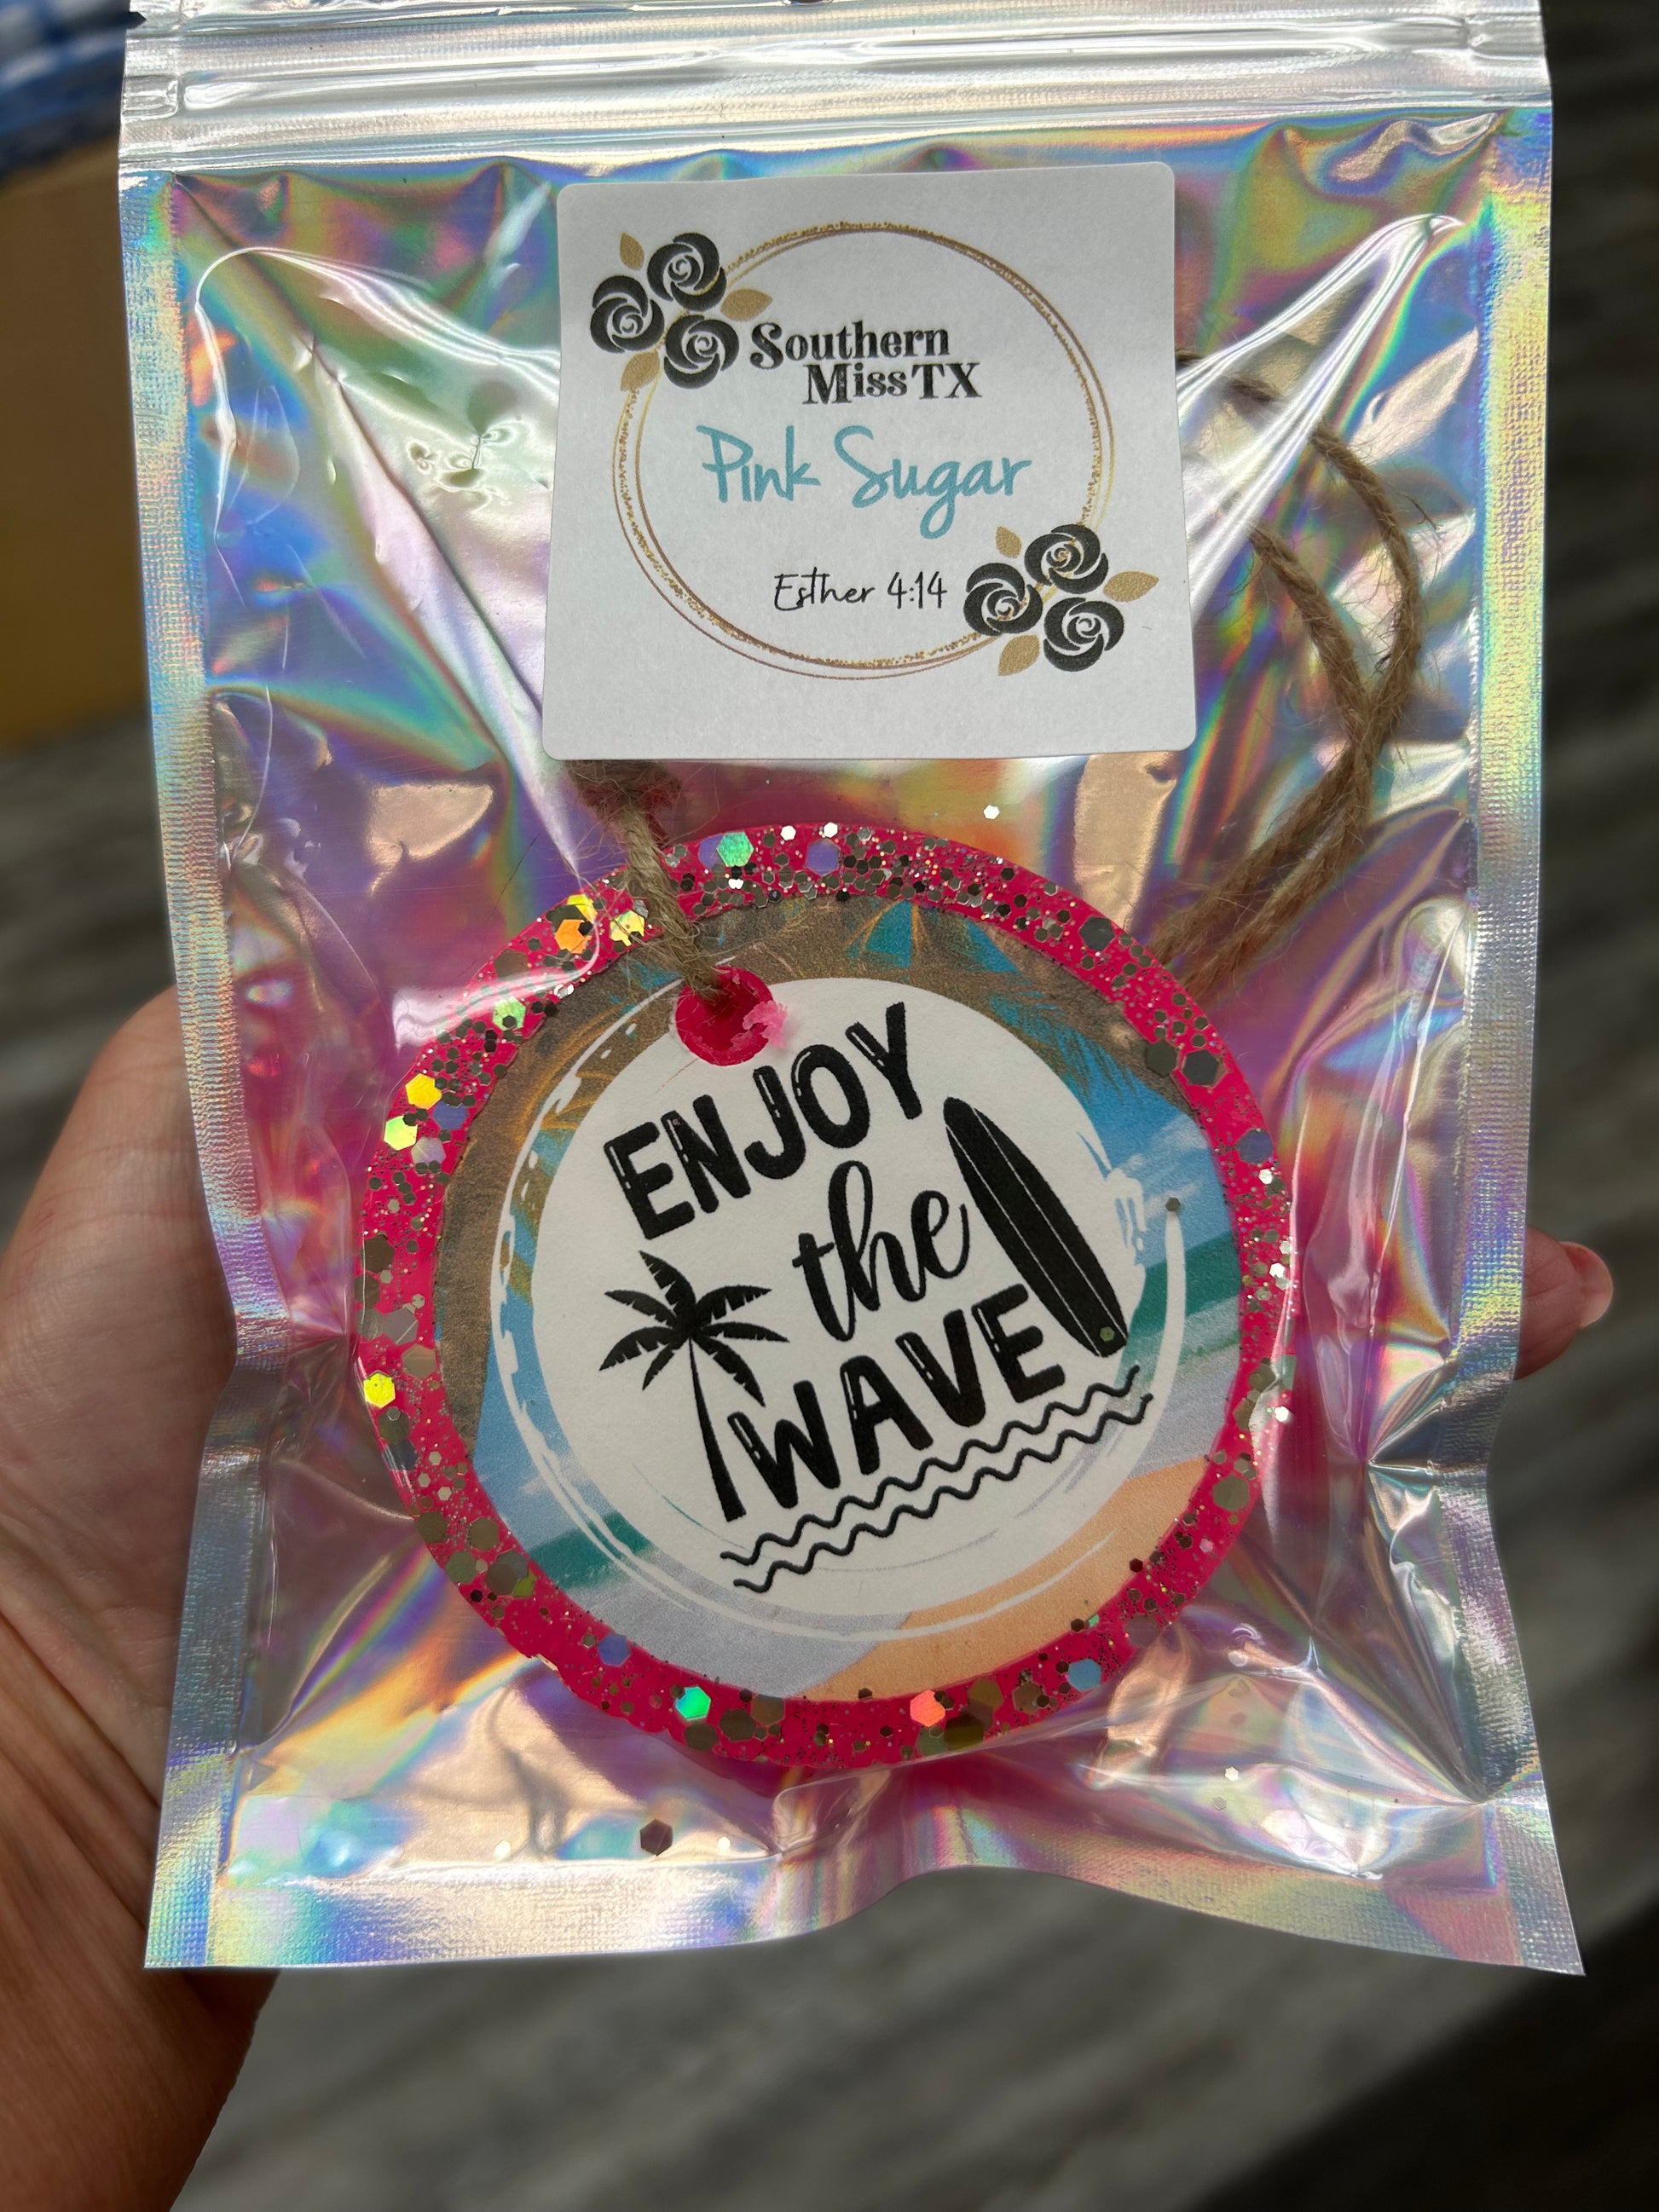 Southern
Miss TX
Pink Sugar
Esther 4:14
ENJOY
the
WAVE